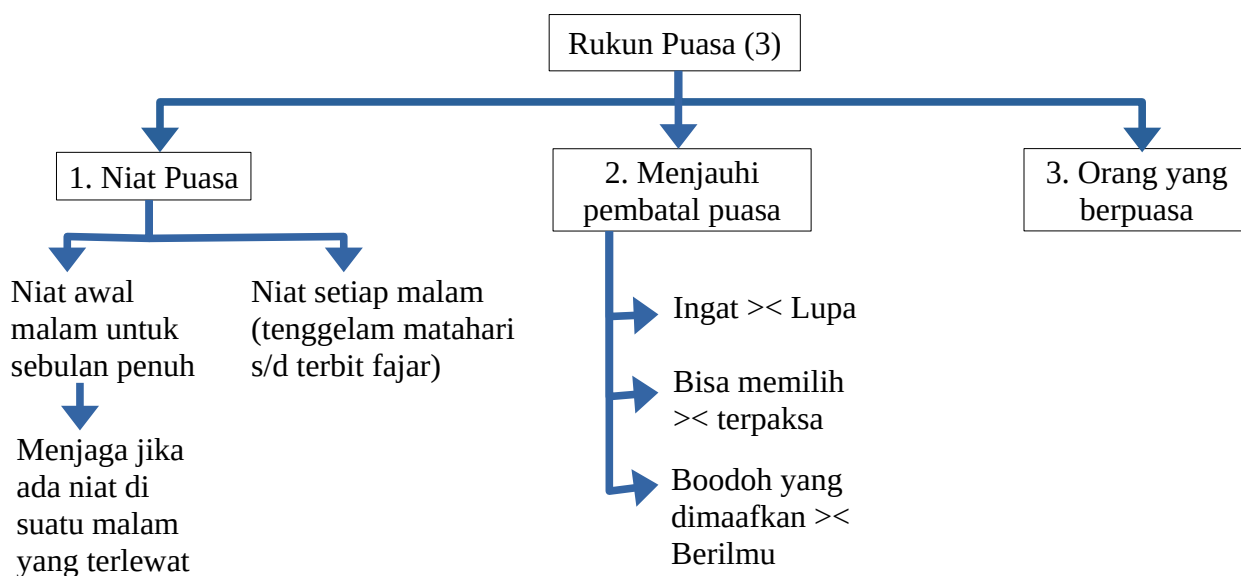 Rukun Puasa (3)
1. Niat Puasa
2. Menjauhi
pembatal puasa
3. Orang yang
berpuasa
Niat awal
malam untuk
sebulan penuh
Niat setiap malam
(tenggelam matahari
s/d terbit fajar)
Menjaga jika
ada niat di
suatu malam
yang terlewat
Ingat >< Lupa
Bisa memilih
>< terpaksa
Boodoh yang
dimaafkan ><
Berilmu